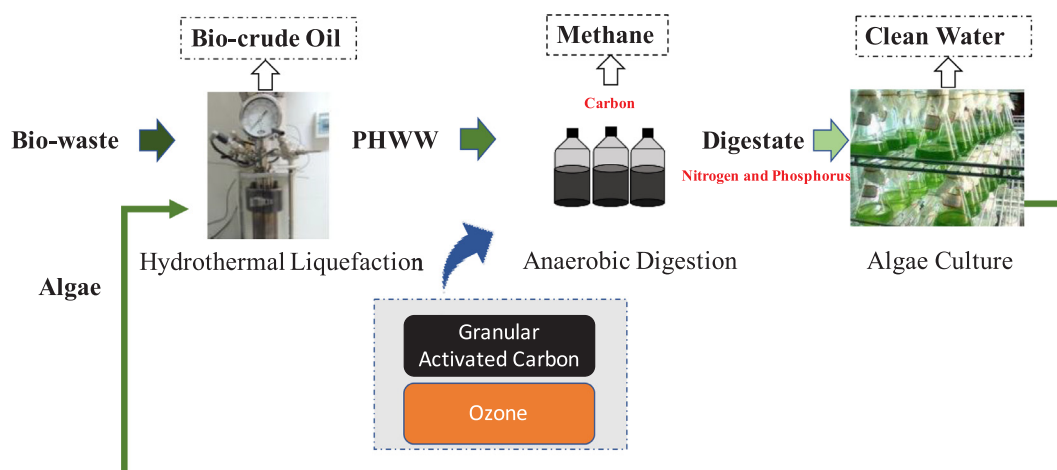 Bio-crude Oil
Methane
Clean Water
Carbon
Bio-waste
PHWW
Digestate
Nitrogen and Phosphorus
Hydrothermal Liquefaction
Anaerobic Digestion
Algae Culture
Algae
Granular
Activated Carbon
Ozone